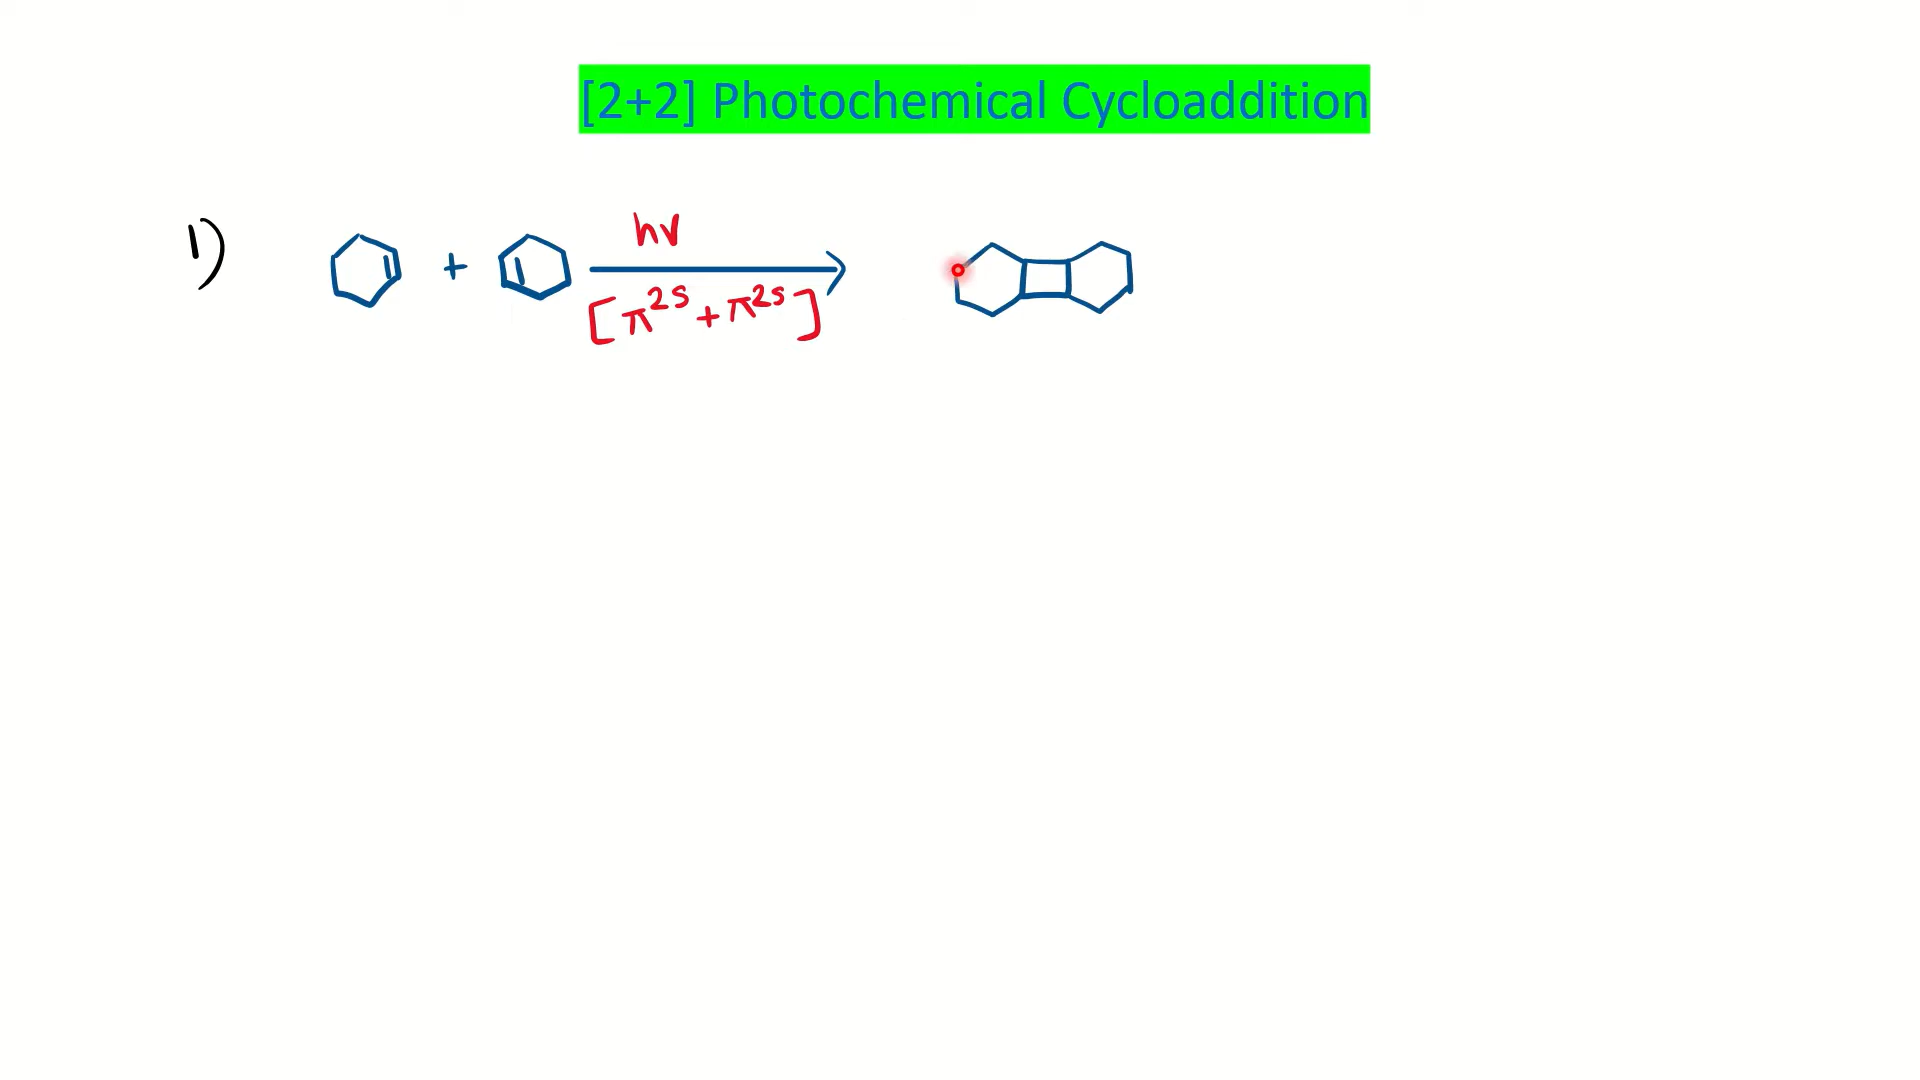 [2+2] Photochemical Cycloaddition
1)
+
hν
[π²ˢ + π²ˢ]